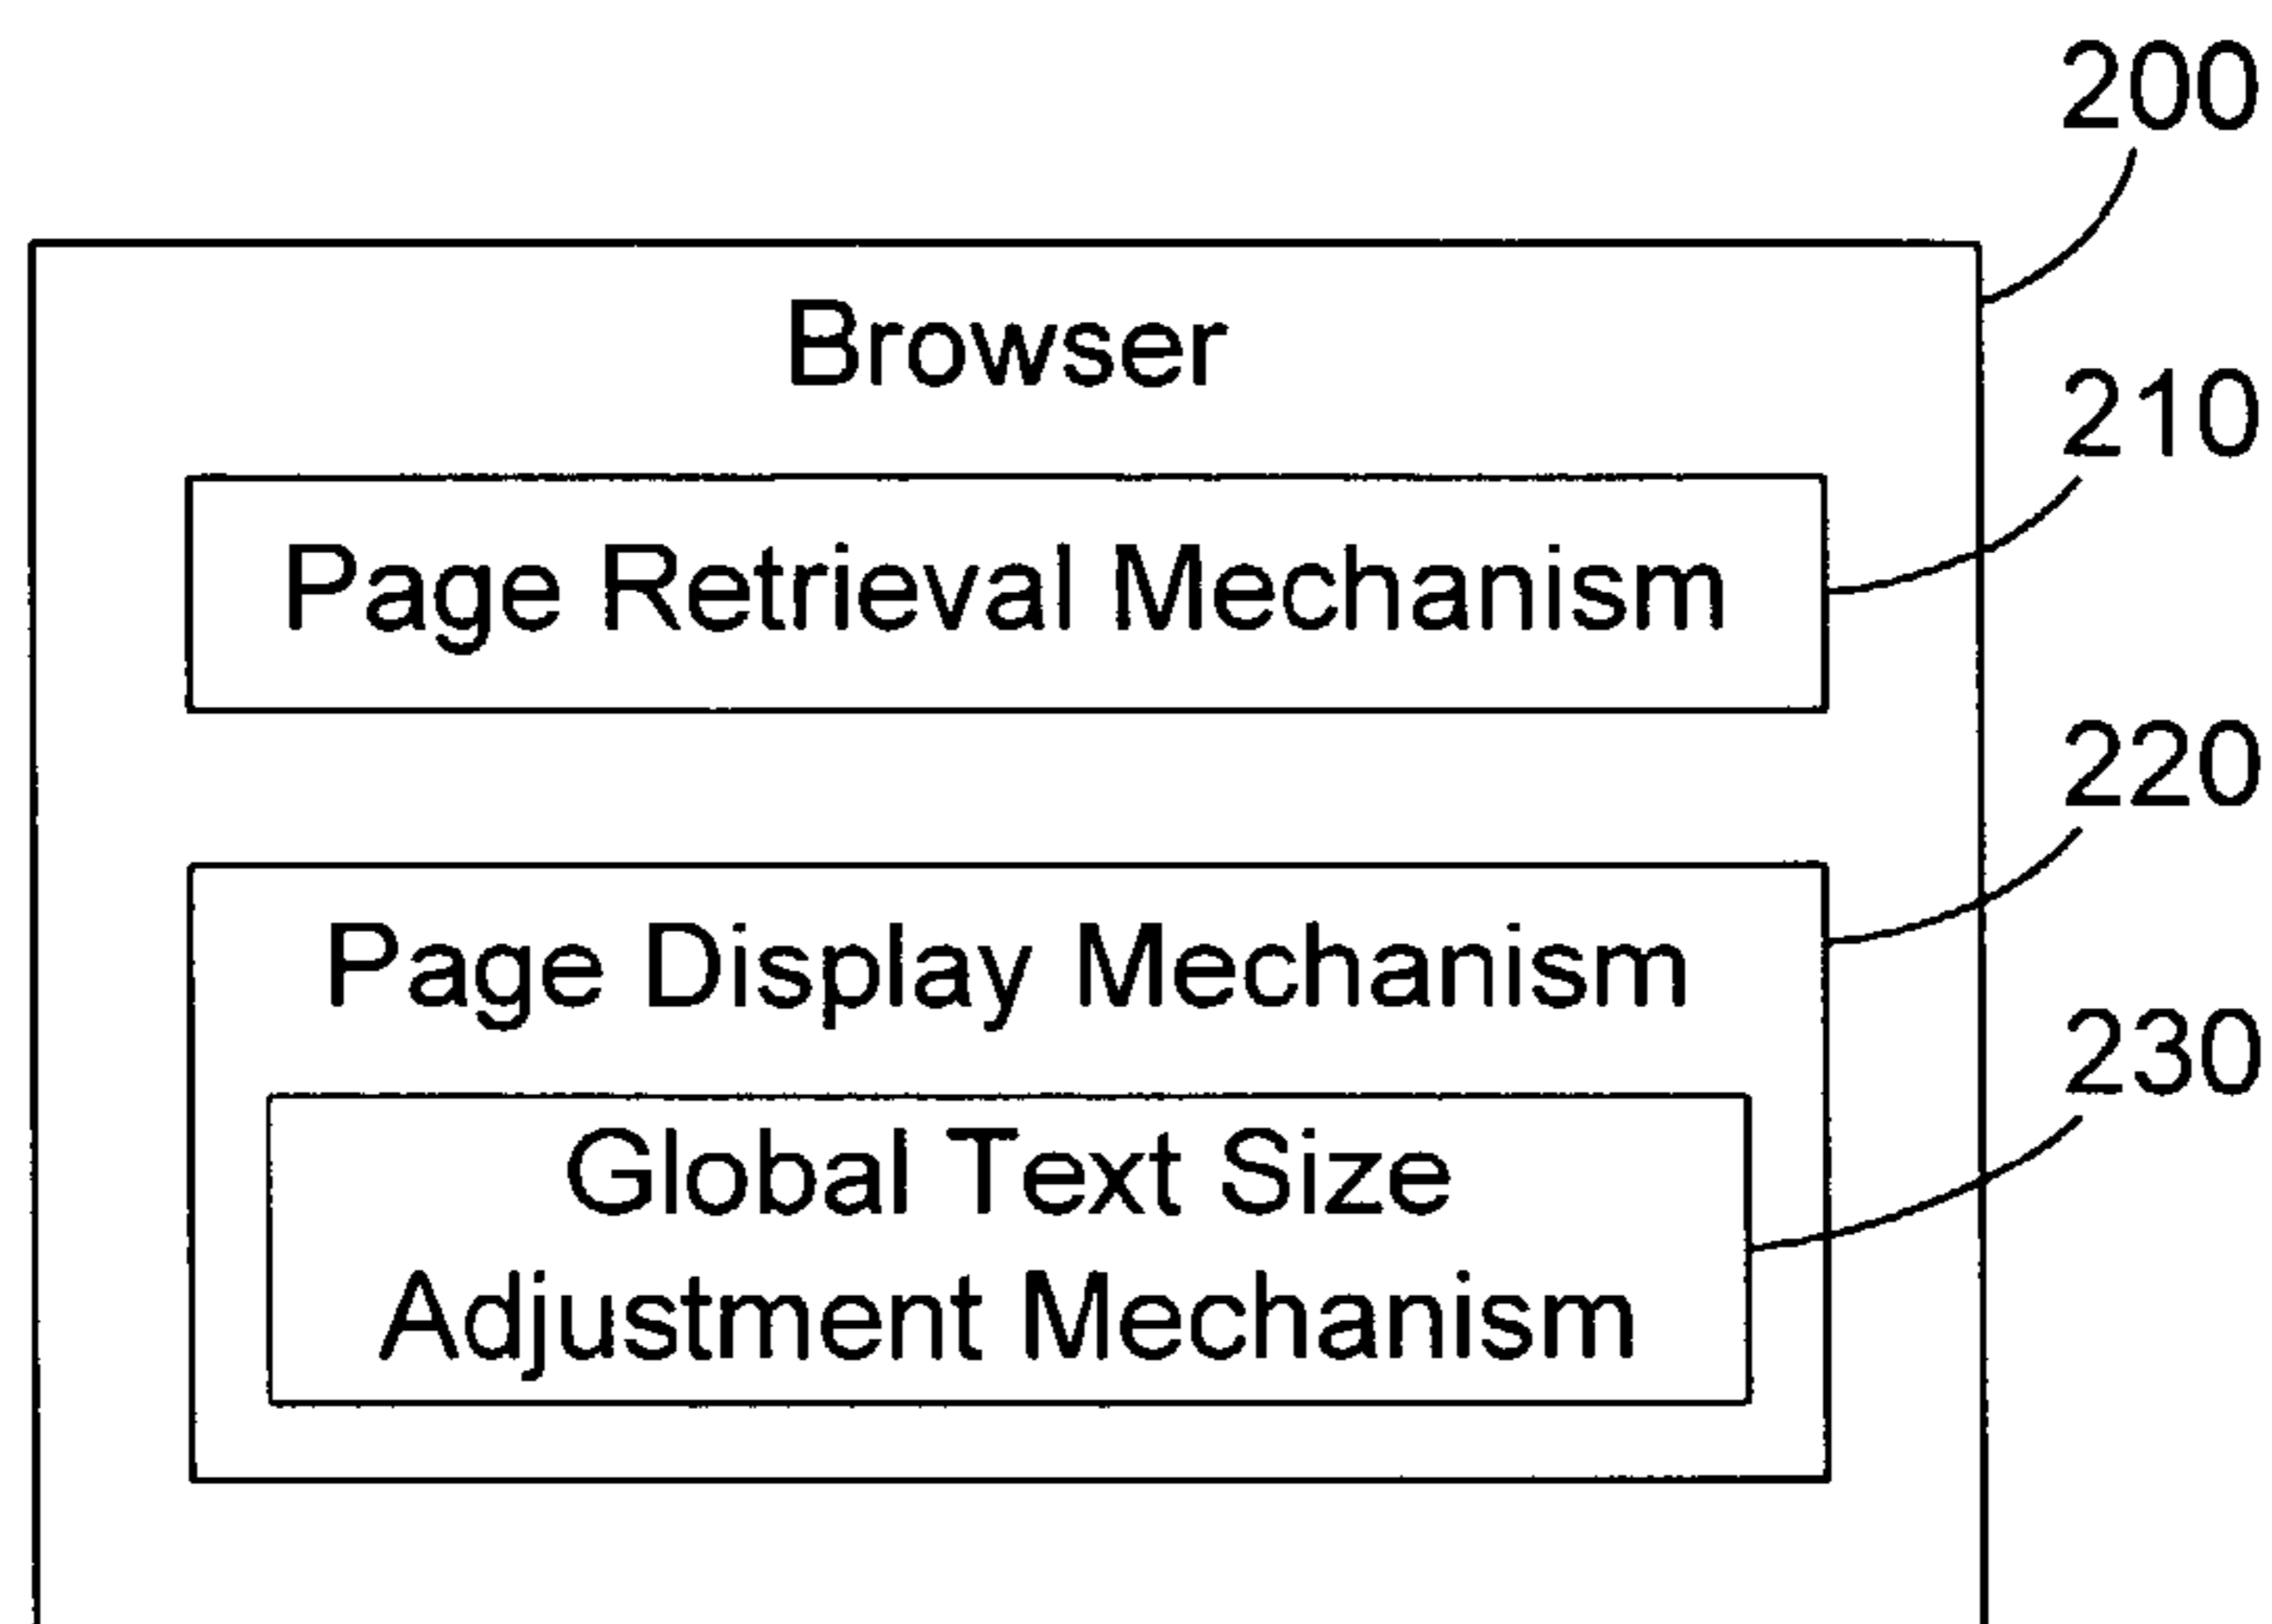 200
Browser
210
Page Retrieval Mechanism
220
Page Display Mechanism
230
Global Text Size
Adjustment Mechanism